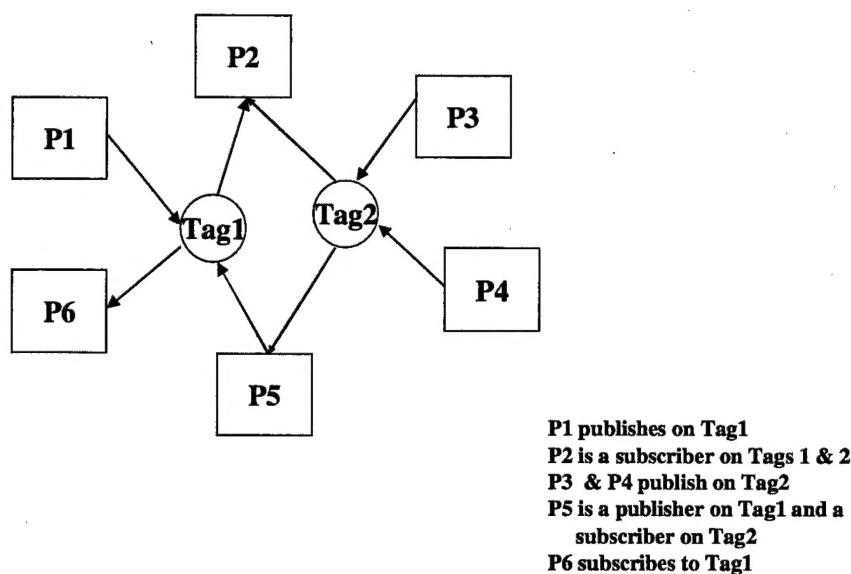 P2
P3
P1
Tag1
Tag2
P6
P4
P5
P1 publishes on Tag1
P2 is a subscriber on Tags 1 & 2
P3 & P4 publish on Tag2
P5 is a publisher on Tag1 and a
subscriber on Tag2
P6 subscribes to Tag1